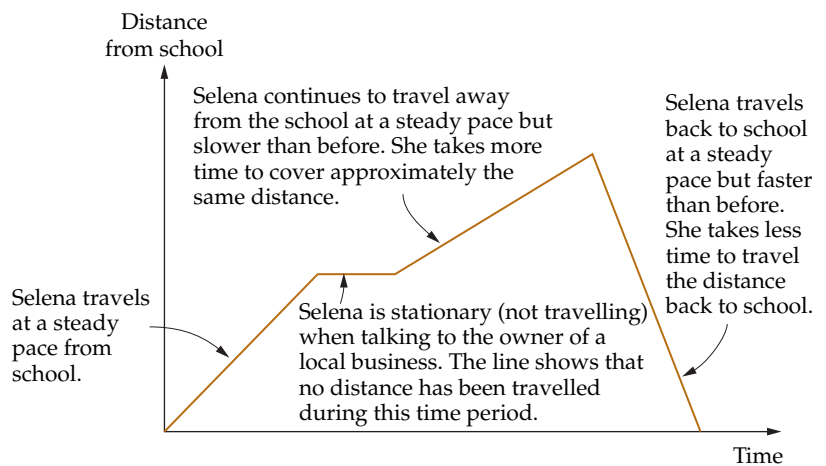 Distance
from school
Selena continues to travel away
from the school at a steady pace but
slower than before. She takes more
time to cover approximately the
same distance.
Selena travels
back to school
at a steady
pace but faster
than before.
She takes less
time to travel
the distance
back to school.
Selena travels
at a steady
pace from
school.
Selena is stationary (not travelling)
when talking to the owner of a
local business. The line shows that
no distance has been travelled
during this time period.
Time